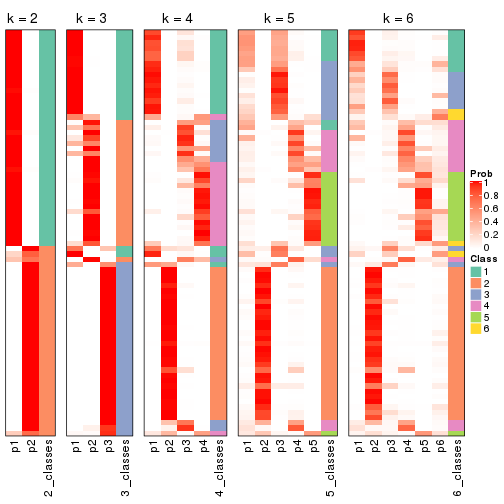 k = 2
k = 3
k = 4
k = 5
k = 6
Prob
1
0.8
0.6
0.4
0.2
0
Class
1
2
3
4
5
6
p1
p2
2_classes
p1
p2
p3
3_classes
p1
p2
p3
p4
4_classes
p1
p2
p3
p4
p5
5_classes
p1
p2
p3
p4
p5
p6
6_classes